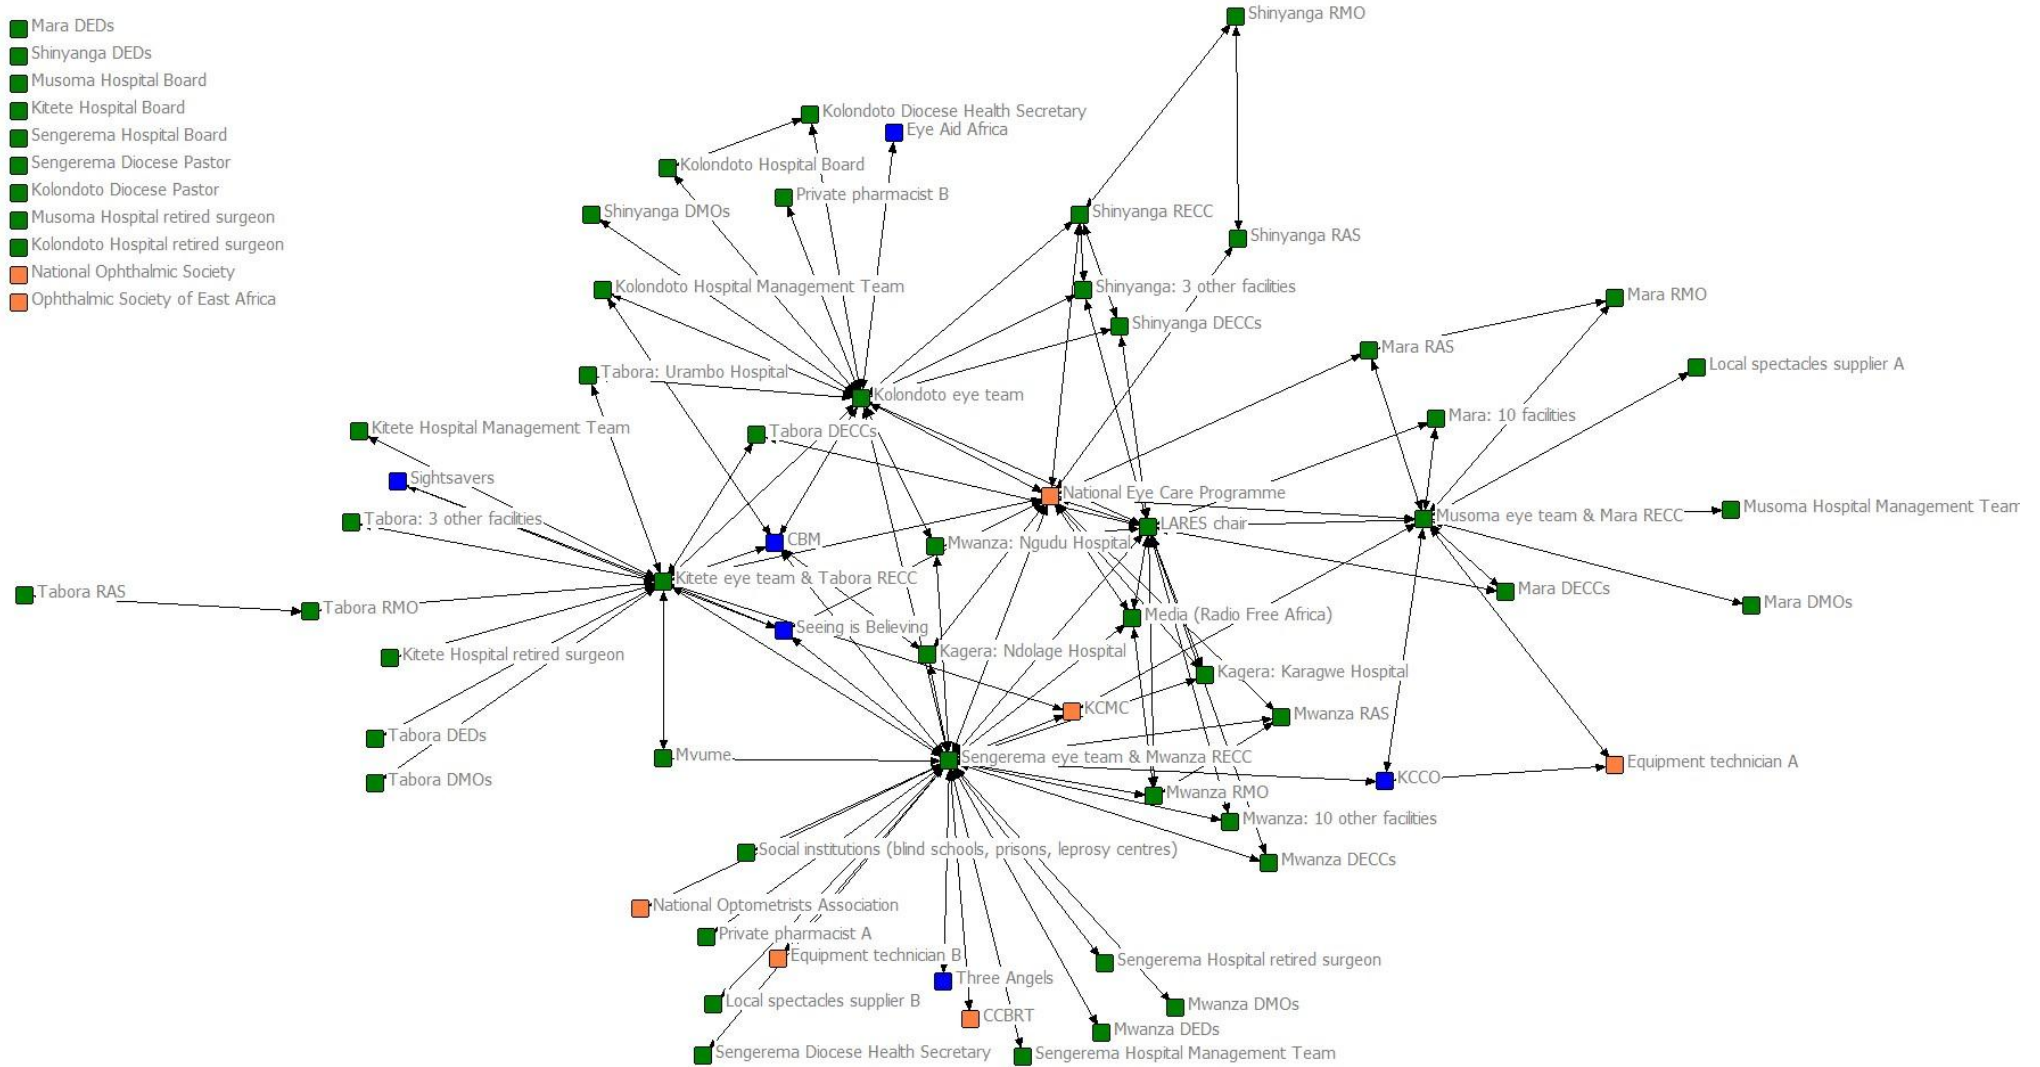 Mara DEDs
Shinyanga DEDs
Musoma Hospital Board
Kitete Hospital Board
Sengerema Hospital Board
Sengerema Diocese Pastor
Kolondoto Diocese Pastor
Musoma Hospital retired surgeon
Kolondoto Hospital retired surgeon
National Ophthalmic Society
Ophthalmic Society of East Africa
Shinyanga RMO
Kolondoto Diocese Health Secretary
Eye Aid Africa
Kolondoto Hospital Board
Private pharmacist B
Shinyanga DMOs
Shinyanga RECC
Shinyanga RAS
Kolondoto Hospital Management Team
Shinyanga: 3 other facilities
Mara RMO
Shinyanga DECCs
Mara RAS
Local spectacles supplier A
Tabora: Urambo Hospital
Kolondoto eye team
Mara: 10 facilities
Kitete Hospital Management Team
Tabora DECCs
Sightsavers
National Eye Care Programme
Musoma Hospital Management Team
Tabora: 3 other facilities
LARES chair
Musoma eye team & Mara RECC
CBM
Mwanza: Ngudu Hospital
Kitete eye team & Tabora RECC
Mara DECCs
Tabora RAS
Tabora RMO
Mara DMOs
Media (Radio Free Africa)
Seeing is Believing
Kitete Hospital retired surgeon
Kagera: Ndolage Hospital
Kagera: Karagwe Hospital
KCMC
Mwanza RAS
Tabora DEDs
Mvume
Sengerema eye team & Mwanza RECC
Equipment technician A
Tabora DMOs
KCCO
Mwanza RMO
Mwanza: 10 other facilities
Social institutions (blind schools, prisons, leprosy centres)
Mwanza DECCs
National Optometrists Association
Private pharmacist A
Equipment technician B
Sengerema Hospital retired surgeon
Three Angels
Local spectacles supplier B
Mwanza DMOs
CCBRT
Mwanza DEDs
Sengerema Diocese Health Secretary
Sengerema Hospital Management Team